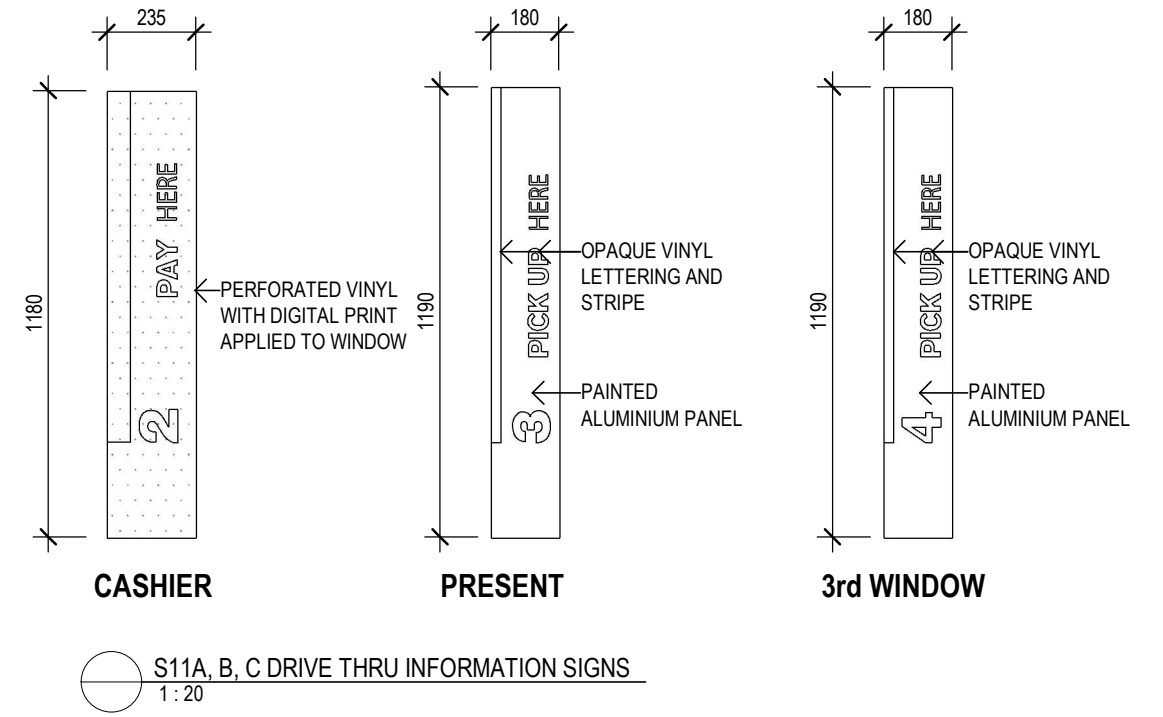 235
180
180
1180
PAY HERE
2
PERFORATED VINYL
WITH DIGITAL PRINT
APPLIED TO WINDOW
1190
PICK UP HERE
3
OPAQUE VINYL
LETTERING AND
STRIPE
PAINTED
ALUMINIUM PANEL
1190
PICK UP HERE
4
OPAQUE VINYL
LETTERING AND
STRIPE
PAINTED
ALUMINIUM PANEL
CASHIER
PRESENT
3rd WINDOW
S11A, B, C DRIVE THRU INFORMATION SIGNS
1 : 20